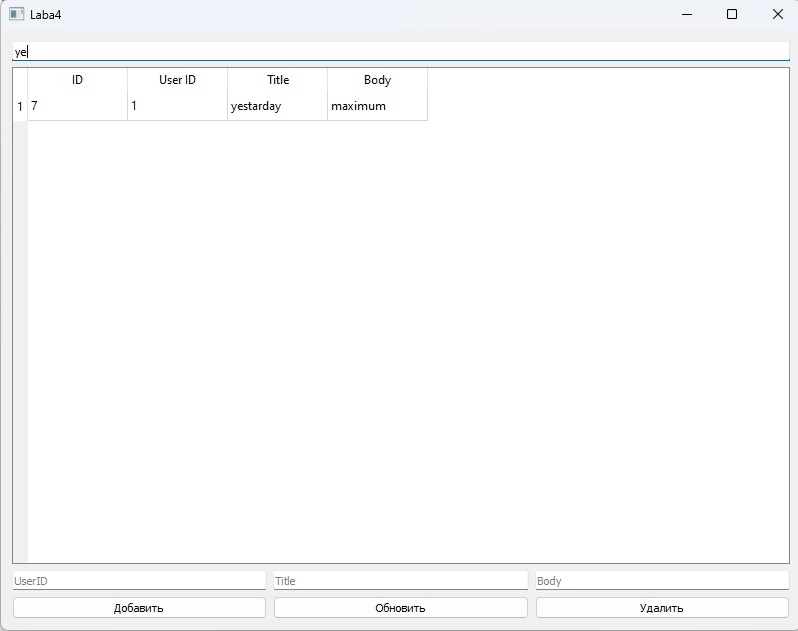 Laba4
ye
ID User ID Title Body
1 7 1 yestarday maximum
UserID Title Body
Добавить Обновить Удалить